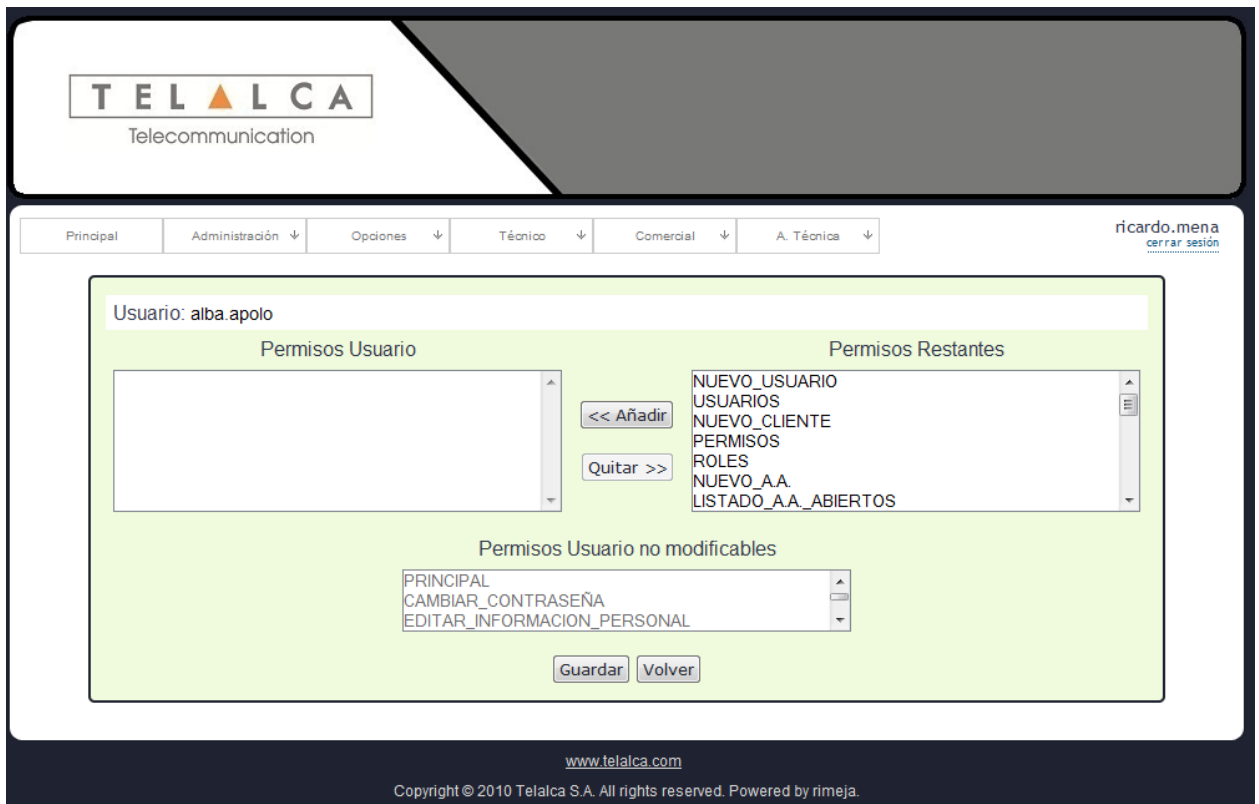 TELALCA
Telecommunication
Principal Administración Opciones Técnico Comercial A. Técnica
ricardo.mena
cerrar sesión
Usuario: alba.apolo
Permisos Usuario Permisos Restantes
NUEVO_USUARIO
USUARIOS
NUEVO_CLIENTE
PERMISOS
ROLES
NUEVO_A.A.
LISTADO_A.A._ABIERTOS
<< Añadir
Quitar >>
Permisos Usuario no modificables
PRINCIPAL
CAMBIAR_CONTRASEÑA
EDITAR_INFORMACION_PERSONAL
Guardar Volver
www.telalca.com
Copyright © 2010 Telalca S.A. All rights reserved. Powered by rimeja.